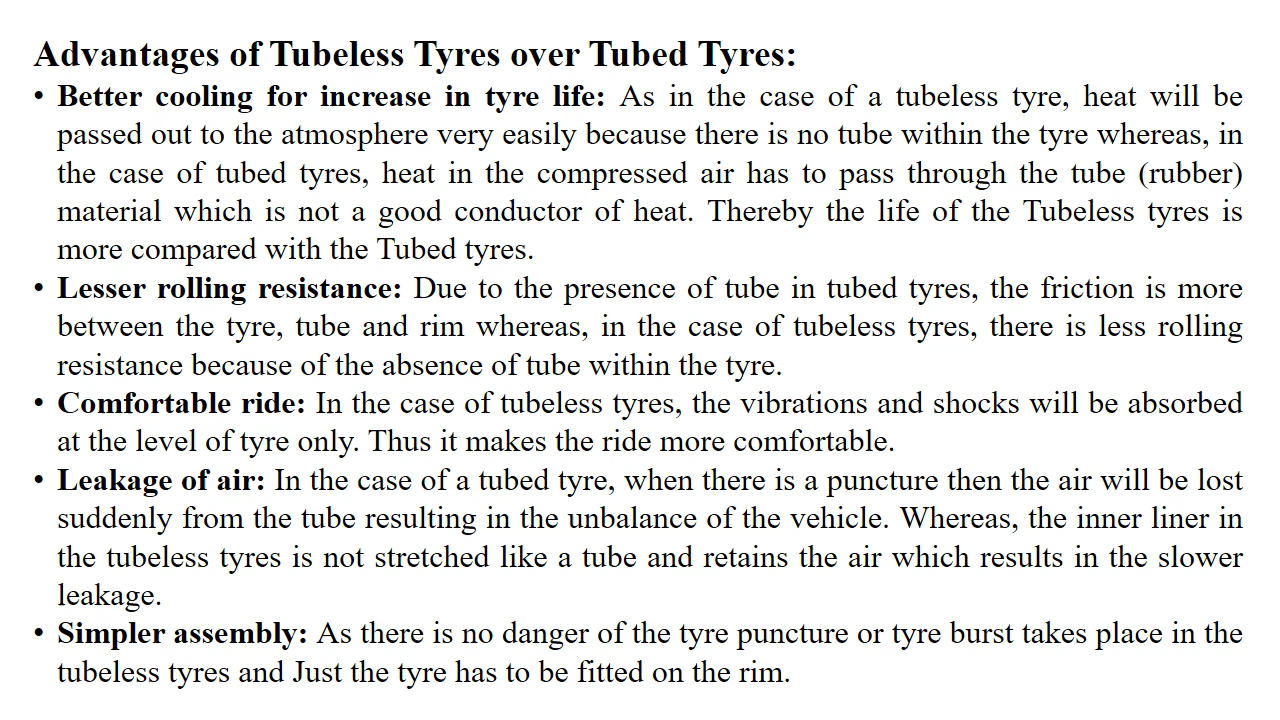 Advantages of Tubeless Tyres over Tubed Tyres:
• Better cooling for increase in tyre life: As in the case of a tubeless tyre, heat will be
passed out to the atmosphere very easily because there is no tube within the tyre whereas, in
the case of tubed tyres, heat in the compressed air has to pass through the tube (rubber)
material which is not a good conductor of heat. Thereby the life of the Tubeless tyres is
more compared with the Tubed tyres.
• Lesser rolling resistance: Due to the presence of tube in tubed tyres, the friction is more
between the tyre, tube and rim whereas, in the case of tubeless tyres, there is less rolling
resistance because of the absence of tube within the tyre.
• Comfortable ride: In the case of tubeless tyres, the vibrations and shocks will be absorbed
at the level of tyre only. Thus it makes the ride more comfortable.
• Leakage of air: In the case of a tubed tyre, when there is a puncture then the air will be lost
suddenly from the tube resulting in the unbalance of the vehicle. Whereas, the inner liner in
the tubeless tyres is not stretched like a tube and retains the air which results in the slower
leakage.
• Simpler assembly: As there is no danger of the tyre puncture or tyre burst takes place in the
tubeless tyres and Just the tyre has to be fitted on the rim.